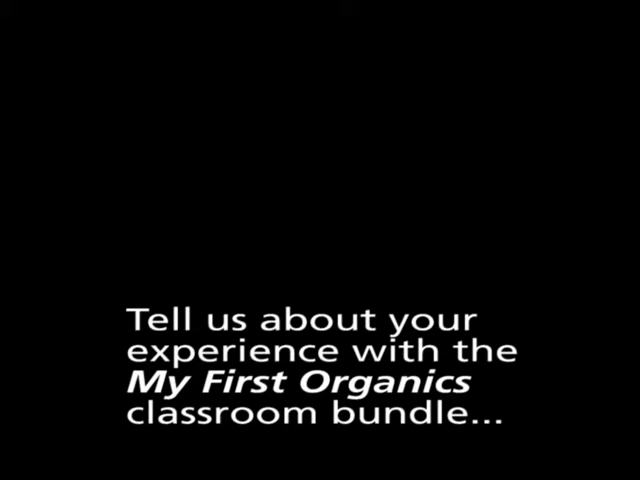 Tell us about your
experience with the
My First Organics
classroom bundle...